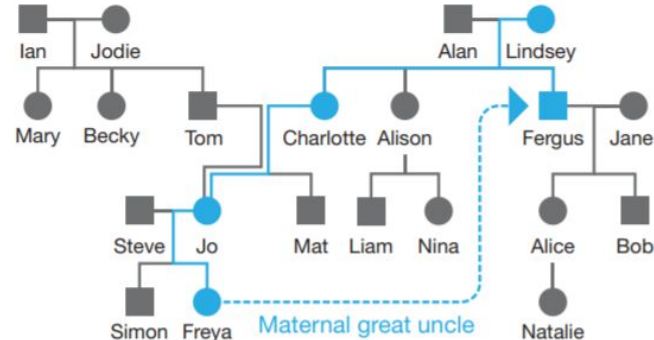 Ian Jodie Alan Lindsey
Mary Becky Tom Charlotte Alison Fergus Jane
Steve Jo Mat Liam Nina Alice Bob
Simon Freya Maternal great uncle Natalie